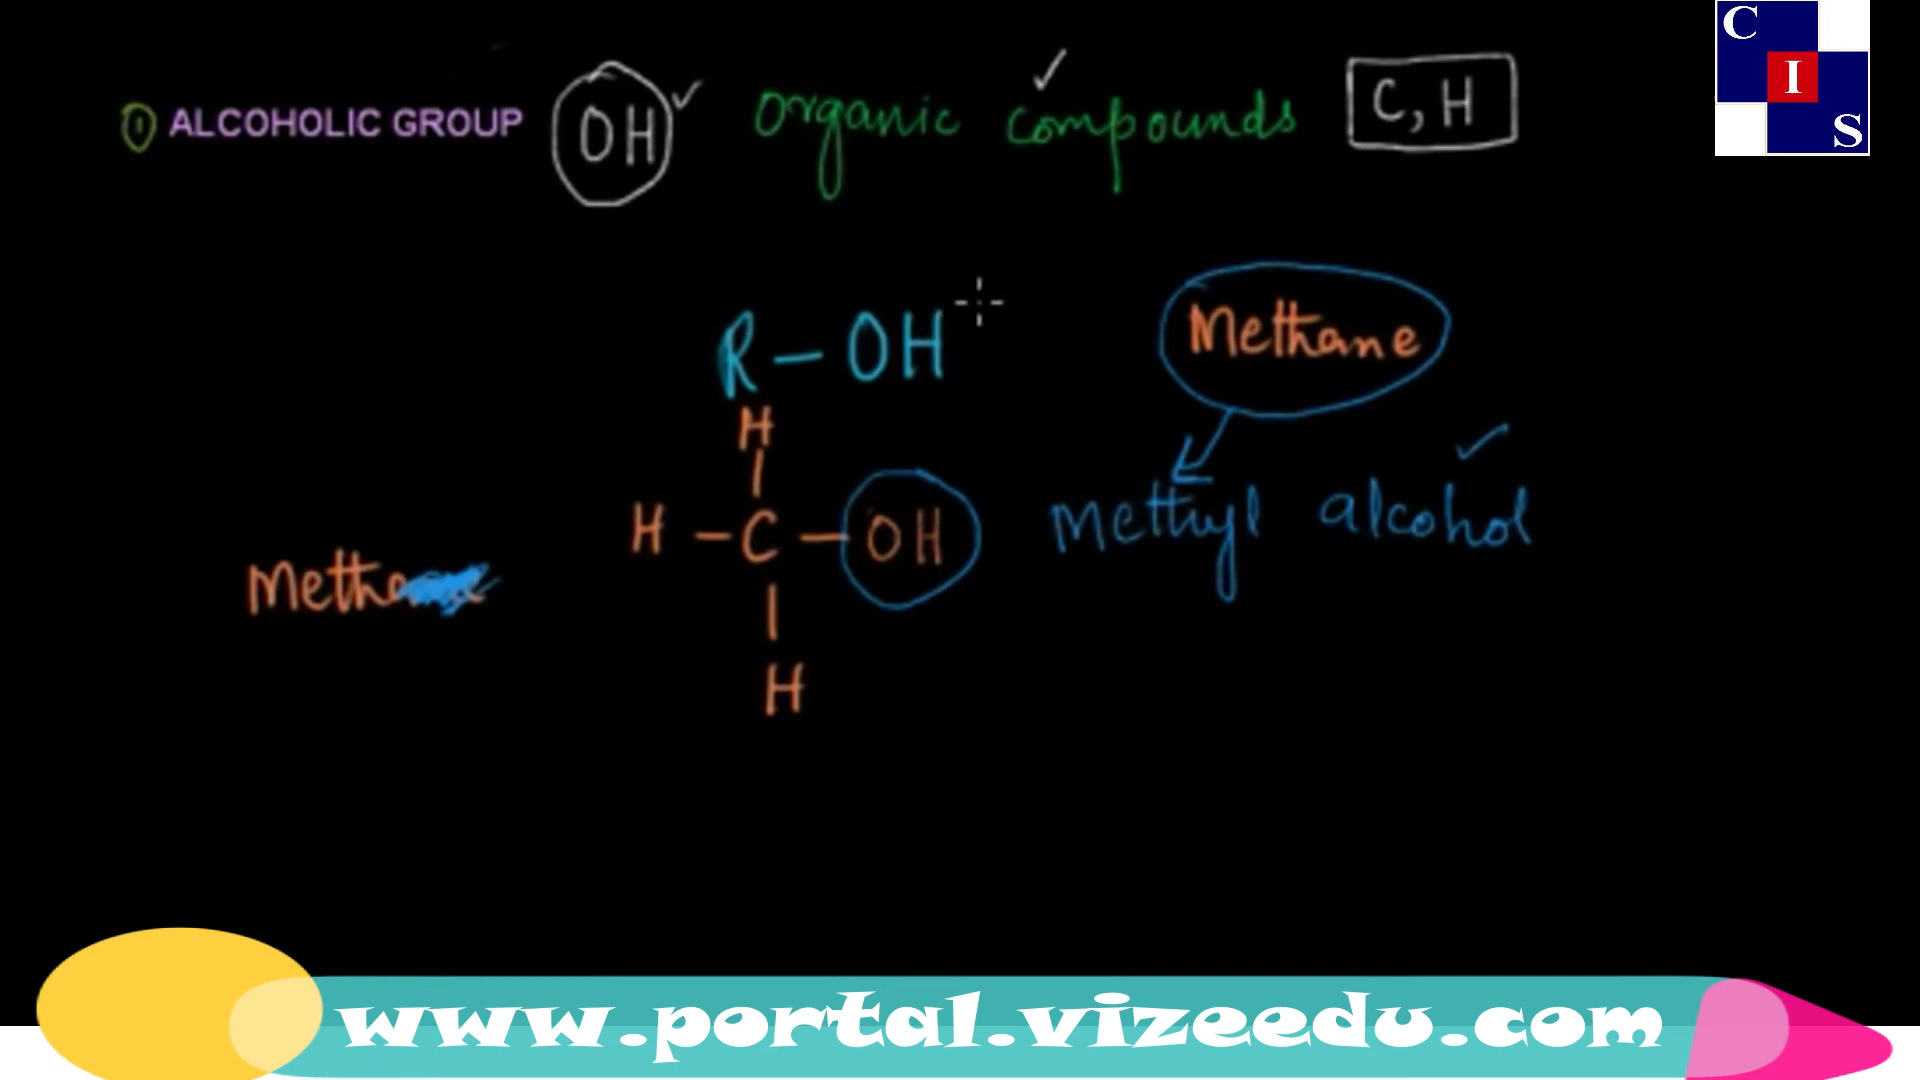 ① ALCOHOLIC GROUP OH ✓ organic compounds ✓ C, H
C
I
S
R – OH
Methane
H
H – C – OH
methyl alcohol ✓
H
www.portal.vizeedu.com